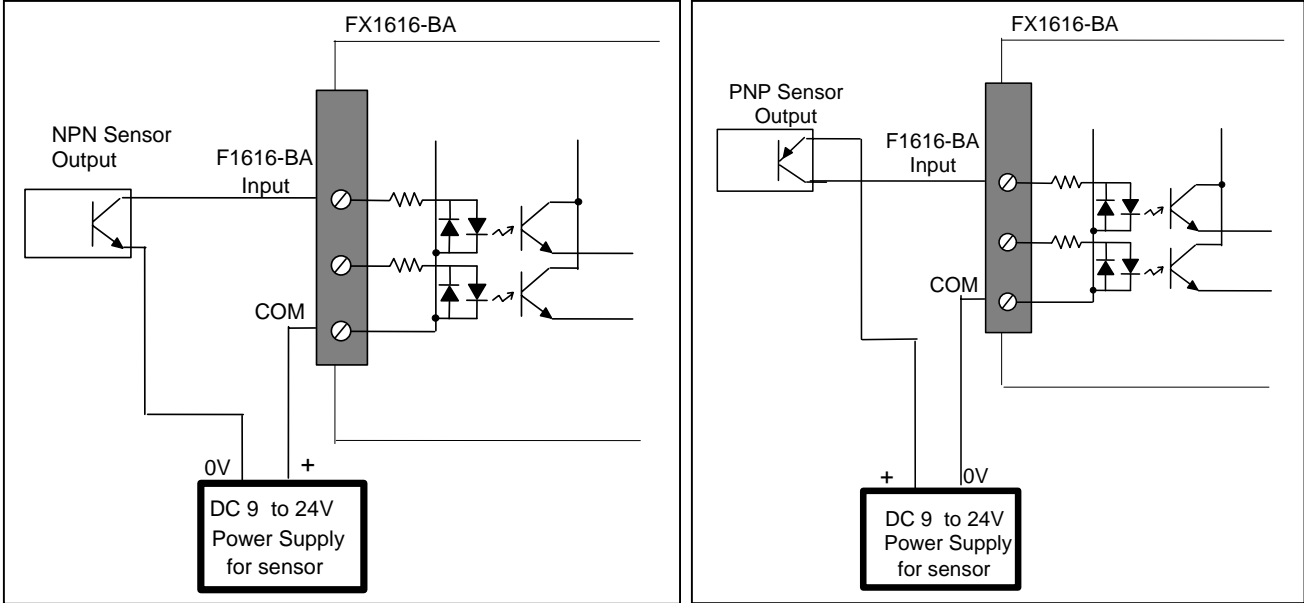 FX1616-BA
NPN Sensor
Output
F1616-BA
Input
COM
0V +
DC 9 to 24V
Power Supply
for sensor
FX1616-BA
PNP Sensor
Output
F1616-BA
Input
COM
+ 0V
DC 9 to 24V
Power Supply
for sensor